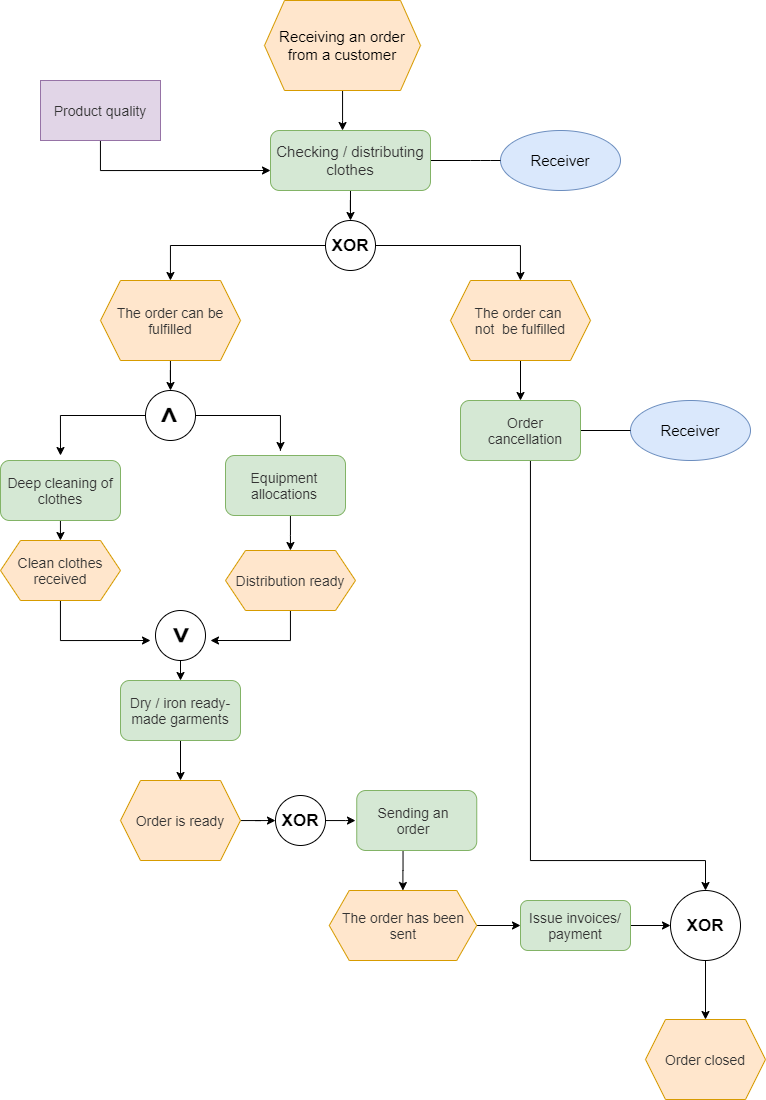 Receiving an order
from a customer
Product quality
Checking / distributing
clothes
Receiver
XOR
The order can be
fulfilled
The order can
not be fulfilled
Λ
Order
cancellation
Receiver
Deep cleaning of
clothes
Equipment
allocations
Clean clothes
received
Distribution ready
V
Dry / iron ready-
made garments
Order is ready
XOR
Sending an
order
The order has been
sent
Issue invoices/
payment
XOR
Order closed